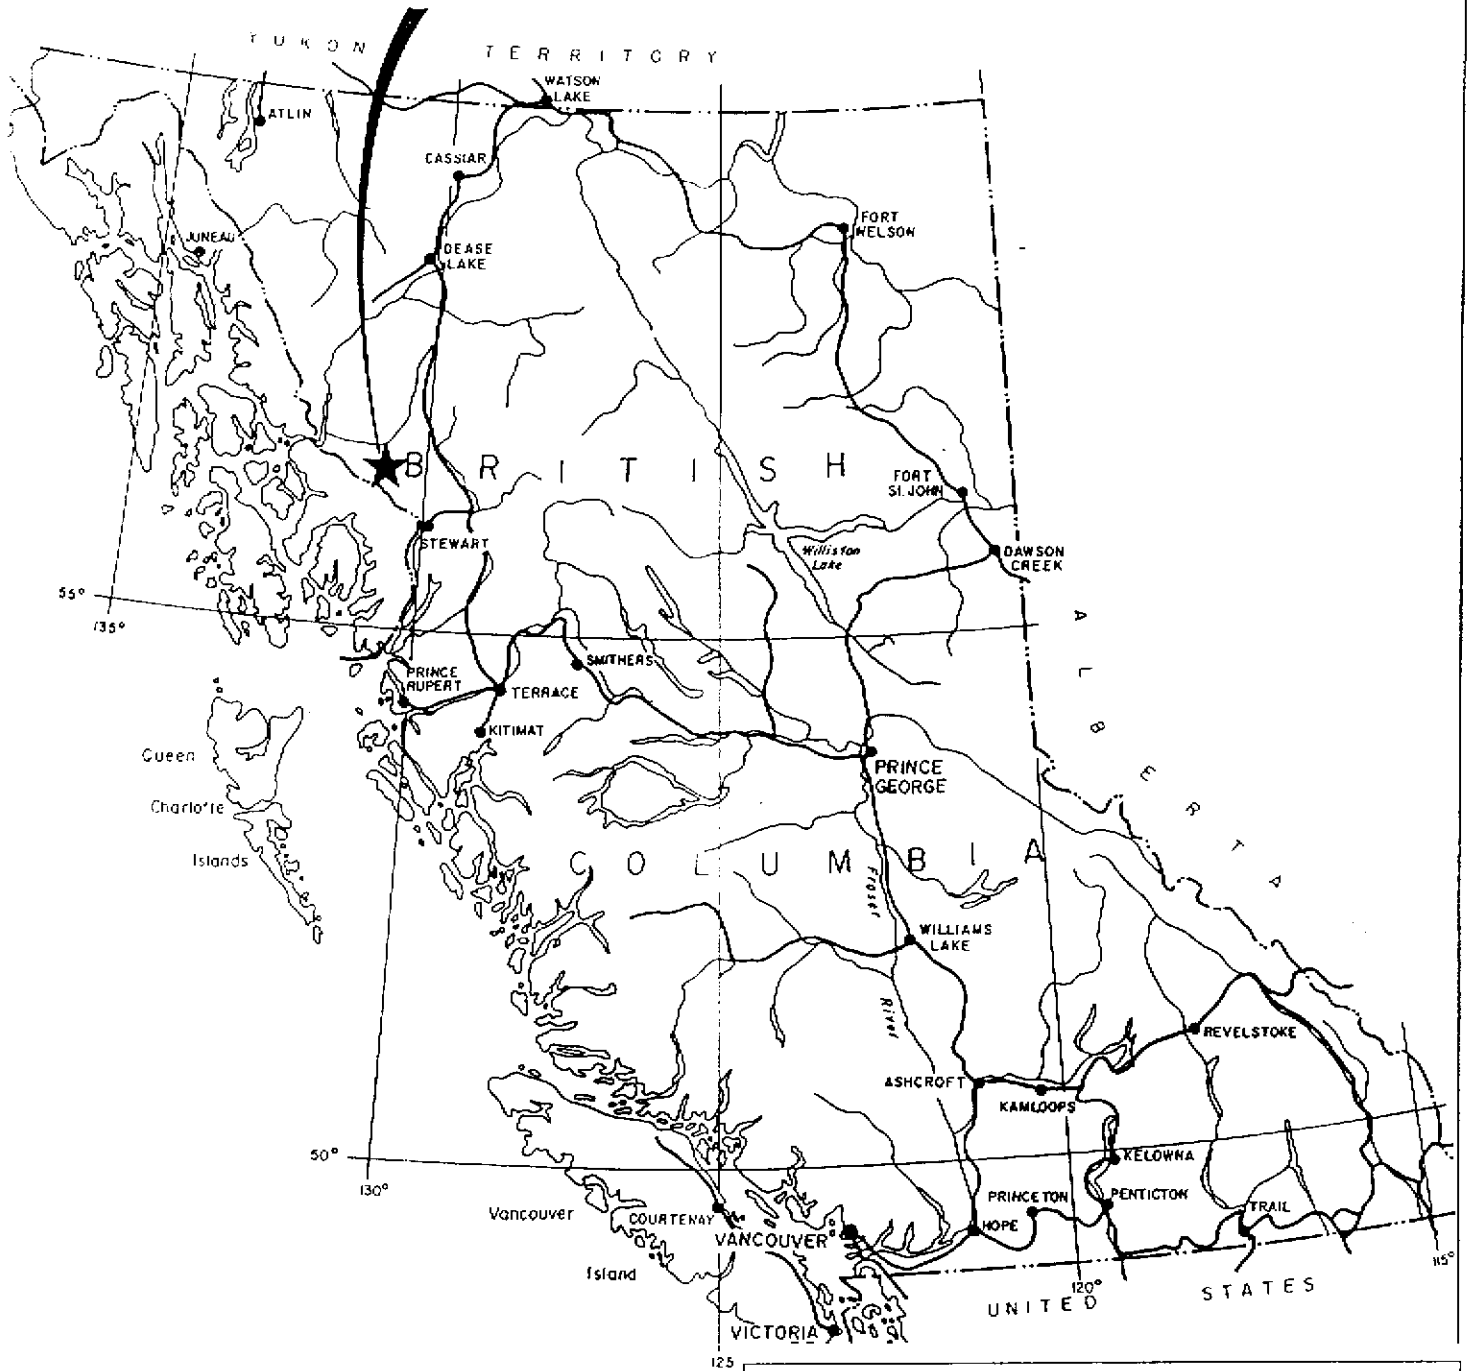 YUKON TERRITORY
WATSON
LAKE
ATLIN
CASSIAR
FORT
NELSON
JUNEAU
DEASE
LAKE
BRITISH
FORT
ST. JOHN
STEWART
Williston
Lake
DAWSON
CREEK
55°
135°
ALBERTA
SMITHERS
PRINCE
RUPERT
TERRACE
KITIMAT
Queen
Charlotte
Islands
PRINCE
GEORGE
COLUMBIA
Fraser
River
WILLIAMS
LAKE
REVELSTOKE
ASHCROFT
KAMLOOPS
50°
130°
KELOWNA
PRINCETON
PENTICTON
Vancouver
Island
COURTENAY
VANCOUVER
HOPE
TRAIL
120°
115°
UNITED STATES
VICTORIA
125